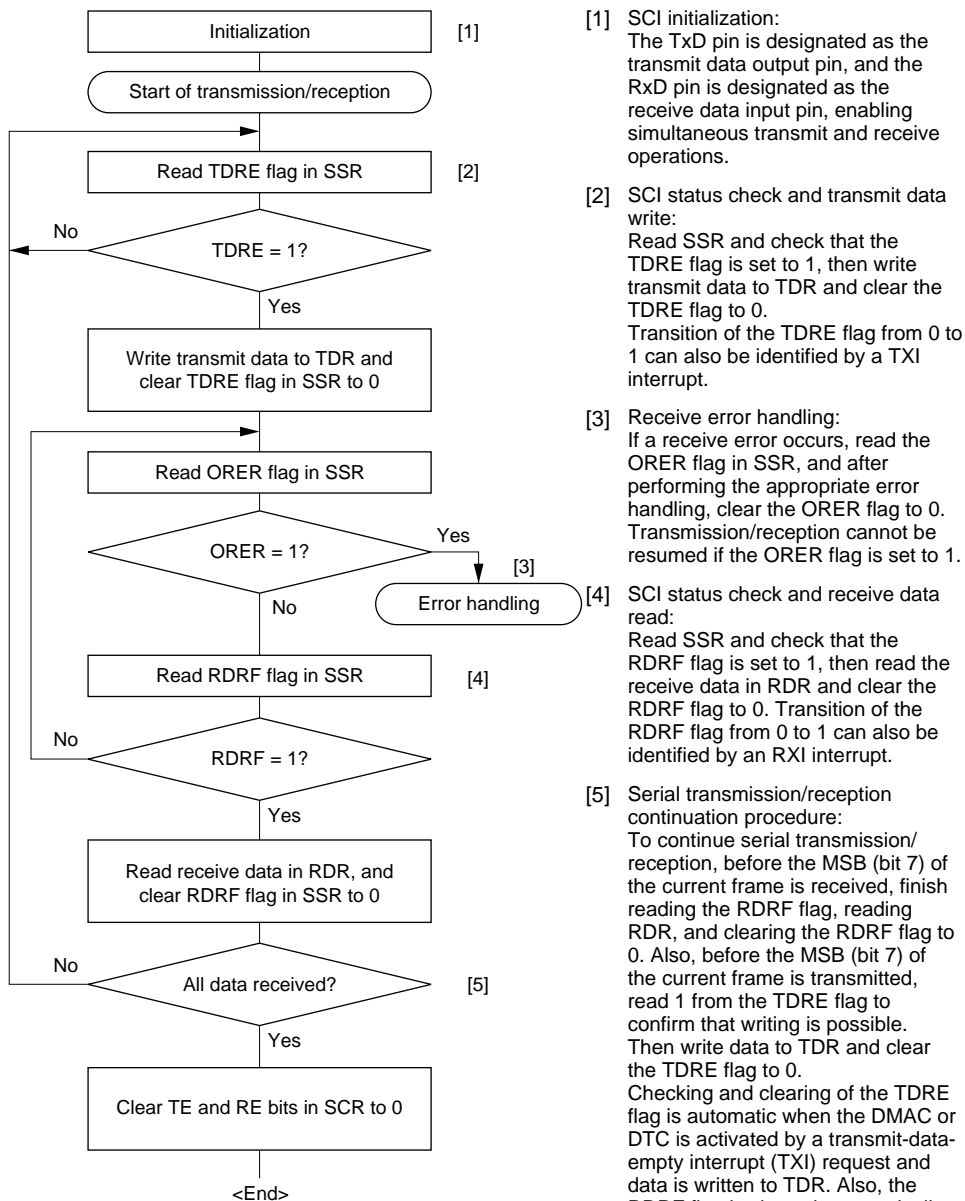 Initialization
[1]
Start of transmission/reception
Read TDRE flag in SSR
[2]
No
TDRE = 1?
Yes
Write transmit data to TDR and
clear TDRE flag in SSR to 0
Read ORER flag in SSR
ORER = 1?
Yes
[3]
Error handling
No
Read RDRF flag in SSR
[4]
No
RDRF = 1?
Yes
Read receive data in RDR, and
clear RDRF flag in SSR to 0
No
All data received?
[5]
Yes
Clear TE and RE bits in SCR to 0
<End>
[1] SCI initialization:
The TxD pin is designated as the
transmit data output pin, and the
RxD pin is designated as the
receive data input pin, enabling
simultaneous transmit and receive
operations.
[2] SCI status check and transmit data
write:
Read SSR and check that the
TDRE flag is set to 1, then write
transmit data to TDR and clear the
TDRE flag to 0.
Transition of the TDRE flag from 0 to
1 can also be identified by a TXI
interrupt.
[3] Receive error handling:
If a receive error occurs, read the
ORER flag in SSR, and after
performing the appropriate error
handling, clear the ORER flag to 0.
Transmission/reception cannot be
resumed if the ORER flag is set to 1.
[4] SCI status check and receive data
read:
Read SSR and check that the
RDRF flag is set to 1, then read the
receive data in RDR and clear the
RDRF flag to 0. Transition of the
RDRF flag from 0 to 1 can also be
identified by an RXI interrupt.
[5] Serial transmission/reception
continuation procedure:
To continue serial transmission/
reception, before the MSB (bit 7) of
the current frame is received, finish
reading the RDRF flag, reading
RDR, and clearing the RDRF flag to
0. Also, before the MSB (bit 7) of
the current frame is transmitted,
read 1 from the TDRE flag to
confirm that writing is possible.
Then write data to TDR and clear
the TDRE flag to 0.
Checking and clearing of the TDRE
flag is automatic when the DMAC or
DTC is activated by a transmit-data-
empty interrupt (TXI) request and
data is written to TDR. Also, the